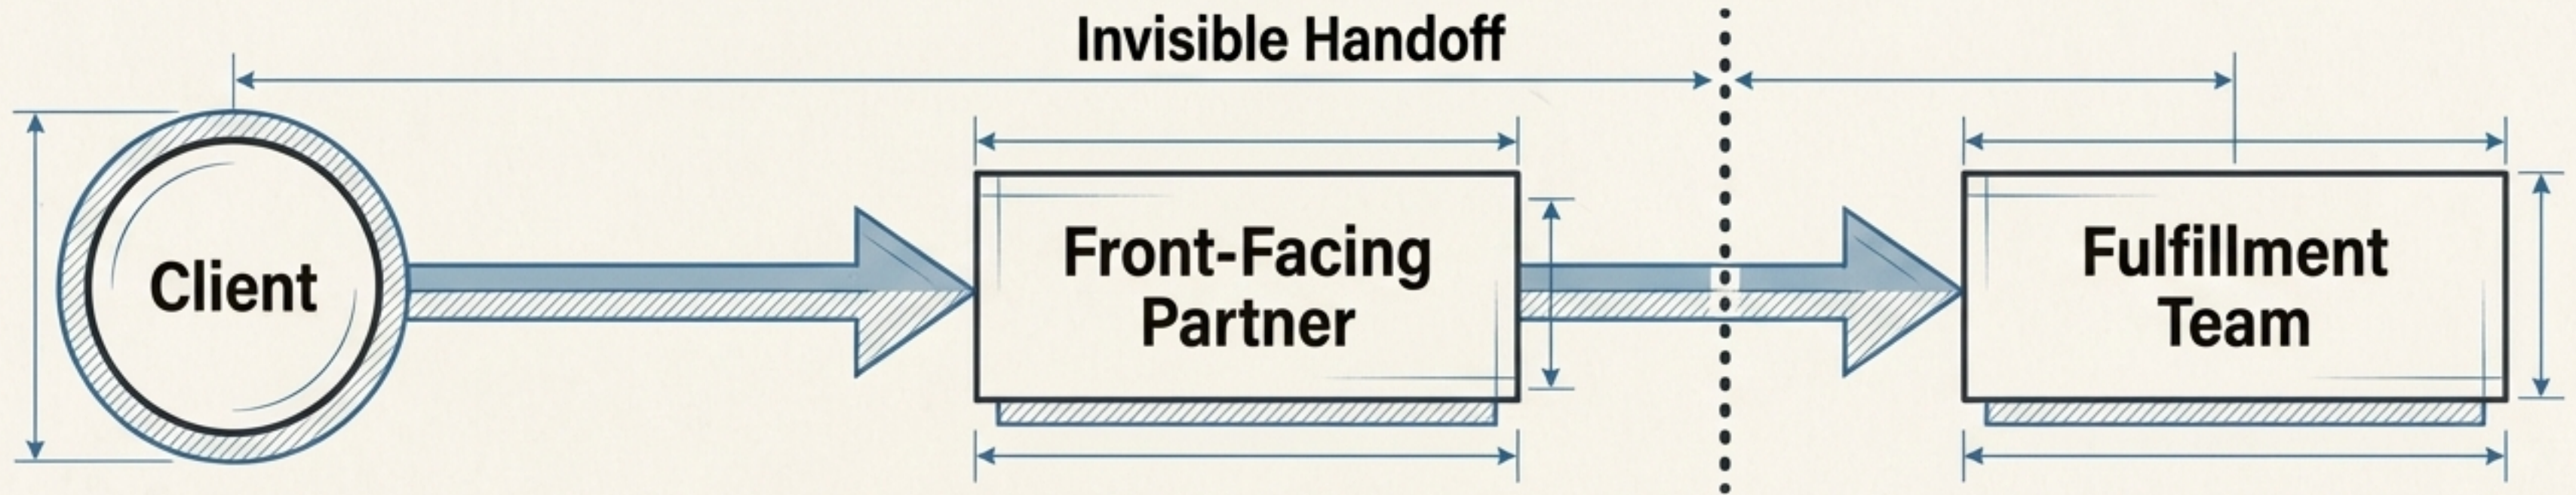 Invisible Handoff
Client
Front-Facing
Partner
Fulfillment
Team